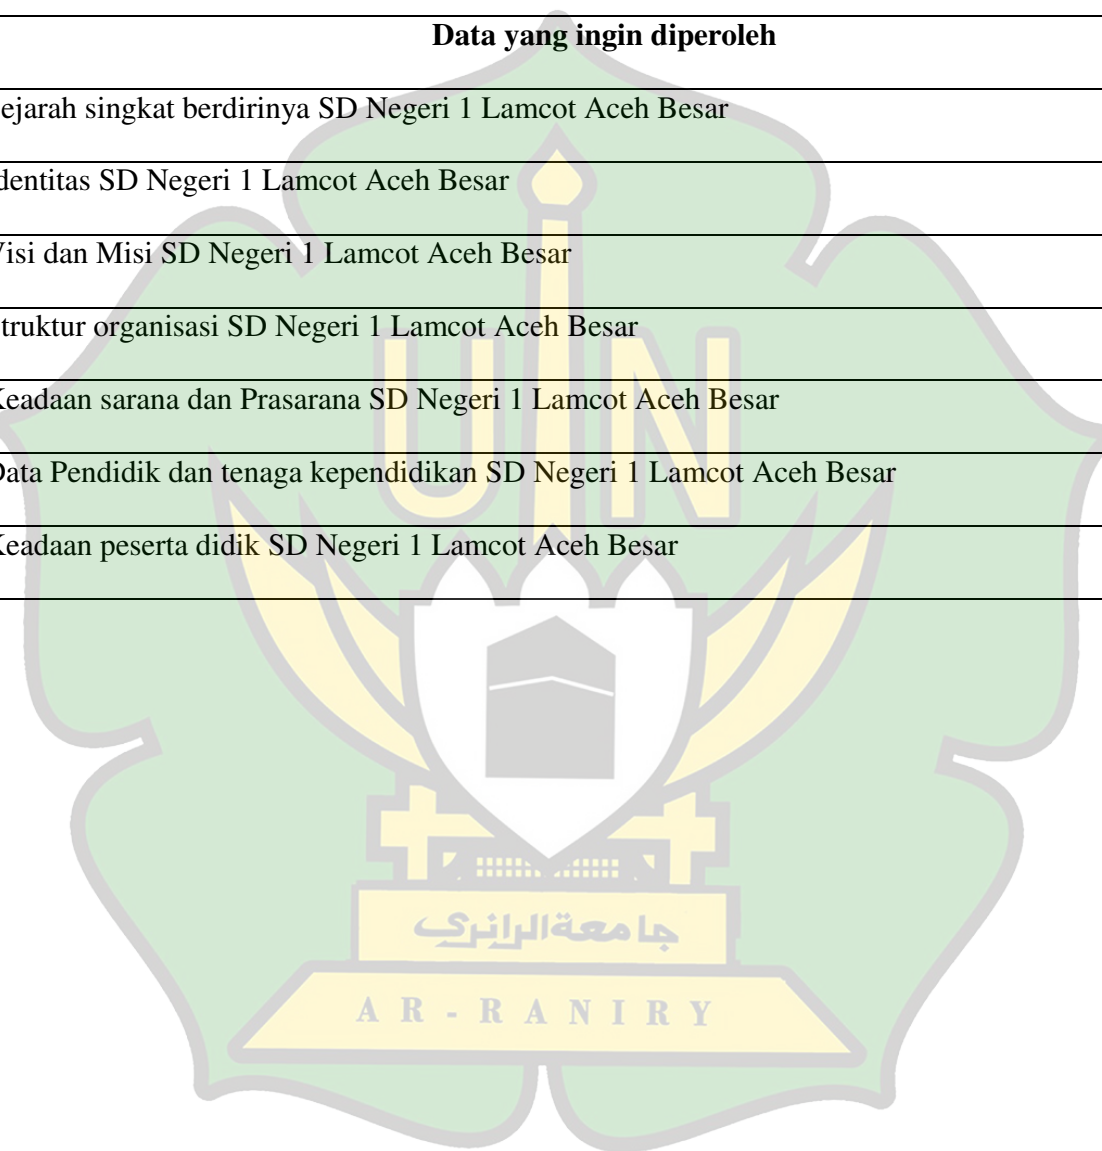 Data yang ingin diperoleh
ejarah singkat berdirinya SD Negeri 1 Lamcot Aceh Besar
dentitas SD Negeri 1 Lamcot Aceh Besar
Visi dan Misi SD Negeri 1 Lamcot Aceh Besar
truktur organisasi SD Negeri 1 Lamcot Aceh Besar
Keadaan sarana dan Prasarana SD Negeri 1 Lamcot Aceh Besar
Data Pendidik dan tenaga kependidikan SD Negeri 1 Lamcot Aceh Besar
Keadaan peserta didik SD Negeri 1 Lamcot Aceh Besar
UIN
جامعة الرانري
AR-RANIRY